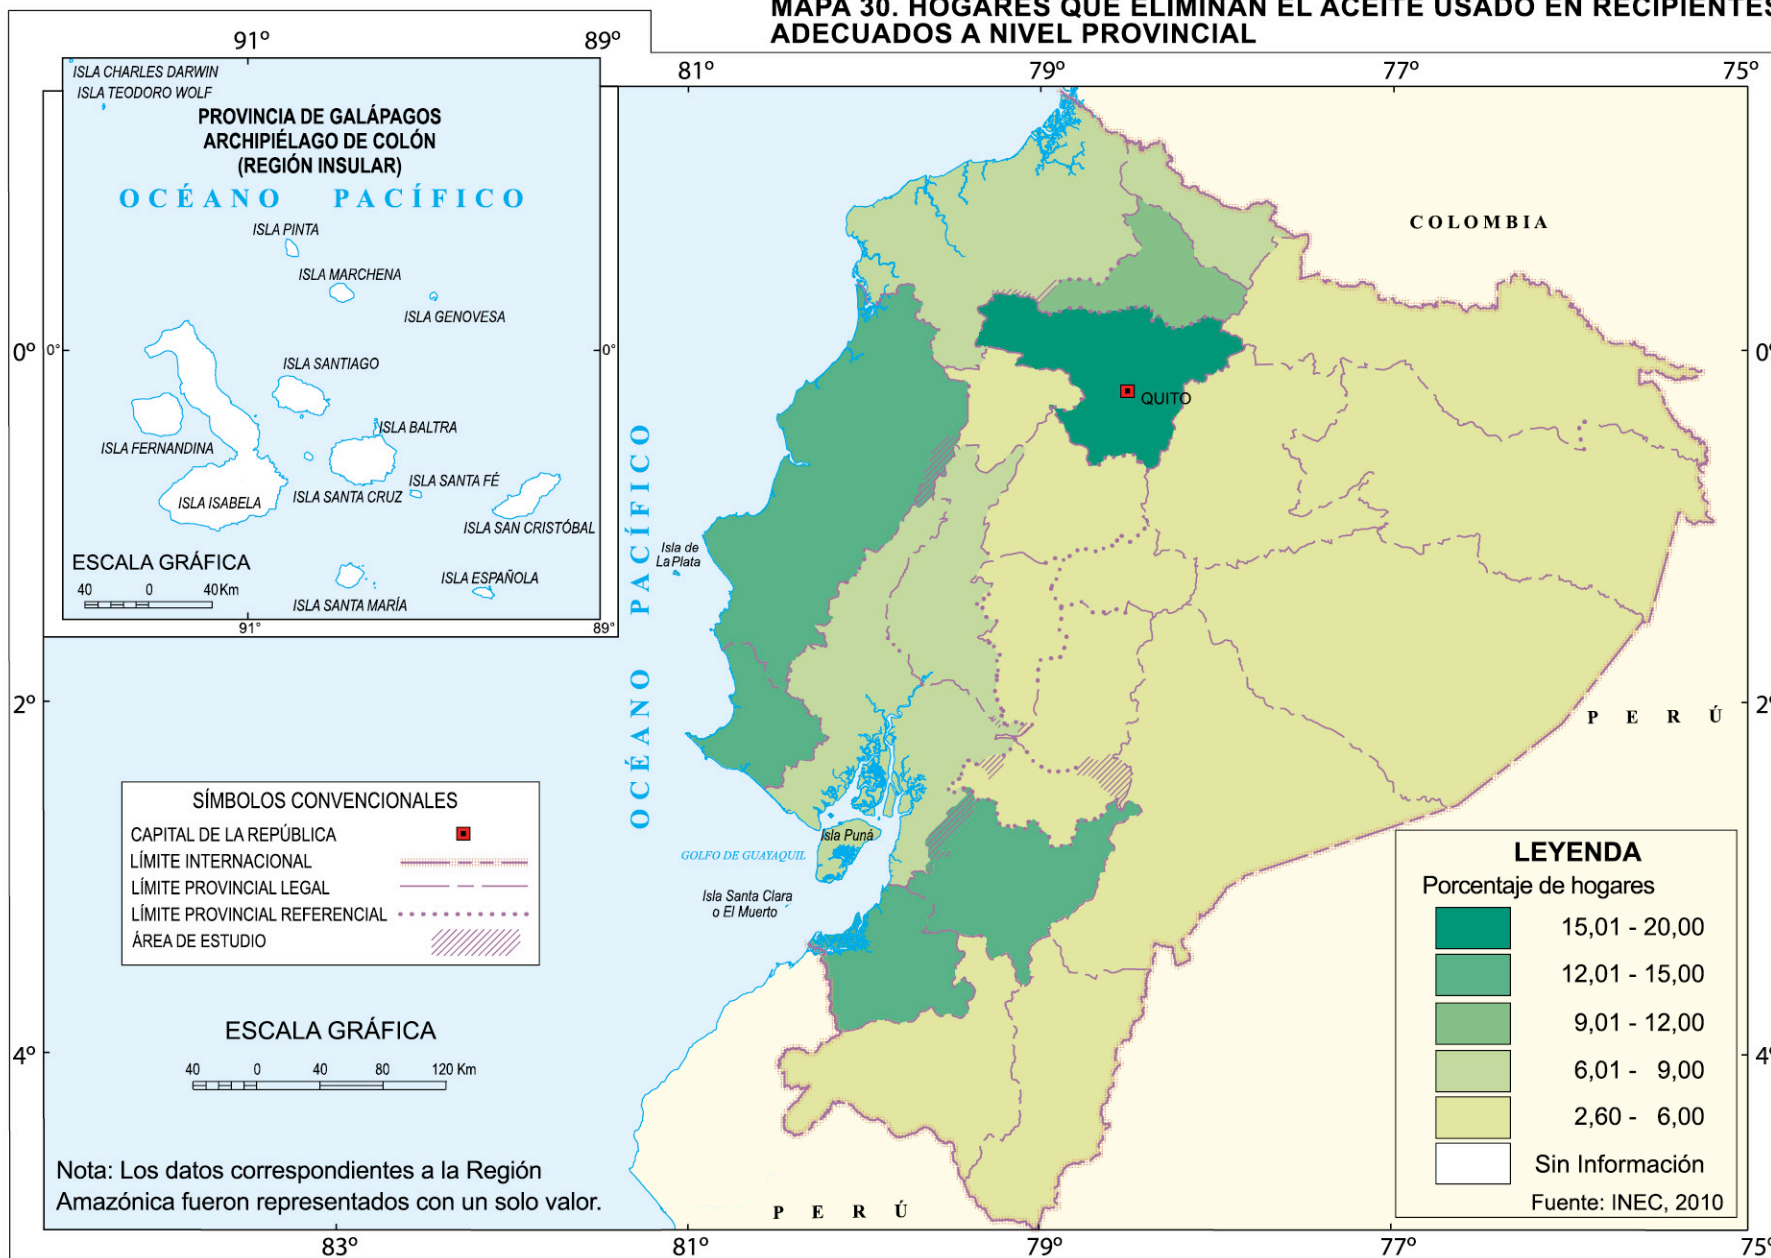 MAPA 30. HOGARES QUE ELIMINAN EL ACEITE USADO EN RECIPIENTES
ADECUADOS A NIVEL PROVINCIAL
91º 89º
81º 79º 77º 75º
ISLA CHARLES DARWIN
ISLA TEODORO WOLF
PROVINCIA DE GALÁPAGOS
ARCHIPIÉLAGO DE COLÓN
(REGIÓN INSULAR)
OCÉANO PACÍFICO
ISLA PINTA
ISLA MARCHENA
ISLA GENOVESA
0º 0° 0° 0º
ISLA SANTIAGO
ISLA BALTRA
ISLA FERNANDINA
ISLA SANTA FÉ
ISLA SANTA CRUZ
ISLA ISABELA
ISLA SAN CRISTÓBAL
ESCALA GRÁFICA
40 0 40 Km
ISLA ESPAÑOLA
ISLA SANTA MARÍA
91° 89°
COLOMBIA
QUITO
OCÉANO PACÍFICO
Isla de
La Plata
2º 2º
PERÚ
SÍMBOLOS CONVENCIONALES
CAPITAL DE LA REPÚBLICA
LÍMITE INTERNACIONAL
LÍMITE PROVINCIAL LEGAL
LÍMITE PROVINCIAL REFERENCIAL
ÁREA DE ESTUDIO
Isla Puná
GOLFO DE GUAYAQUIL
Isla Santa Clara
o El Muerto
LEYENDA
Porcentaje de hogares
15,01 - 20,00
12,01 - 15,00
9,01 - 12,00
6,01 - 9,00
2,60 - 6,00
Sin Información
Fuente: INEC, 2010
ESCALA GRÁFICA
40 0 40 80 120 Km
4º 4º
Nota: Los datos correspondientes a la Región
Amazónica fueron representados con un solo valor.
PERÚ
83º 81º 79º 77º 75º